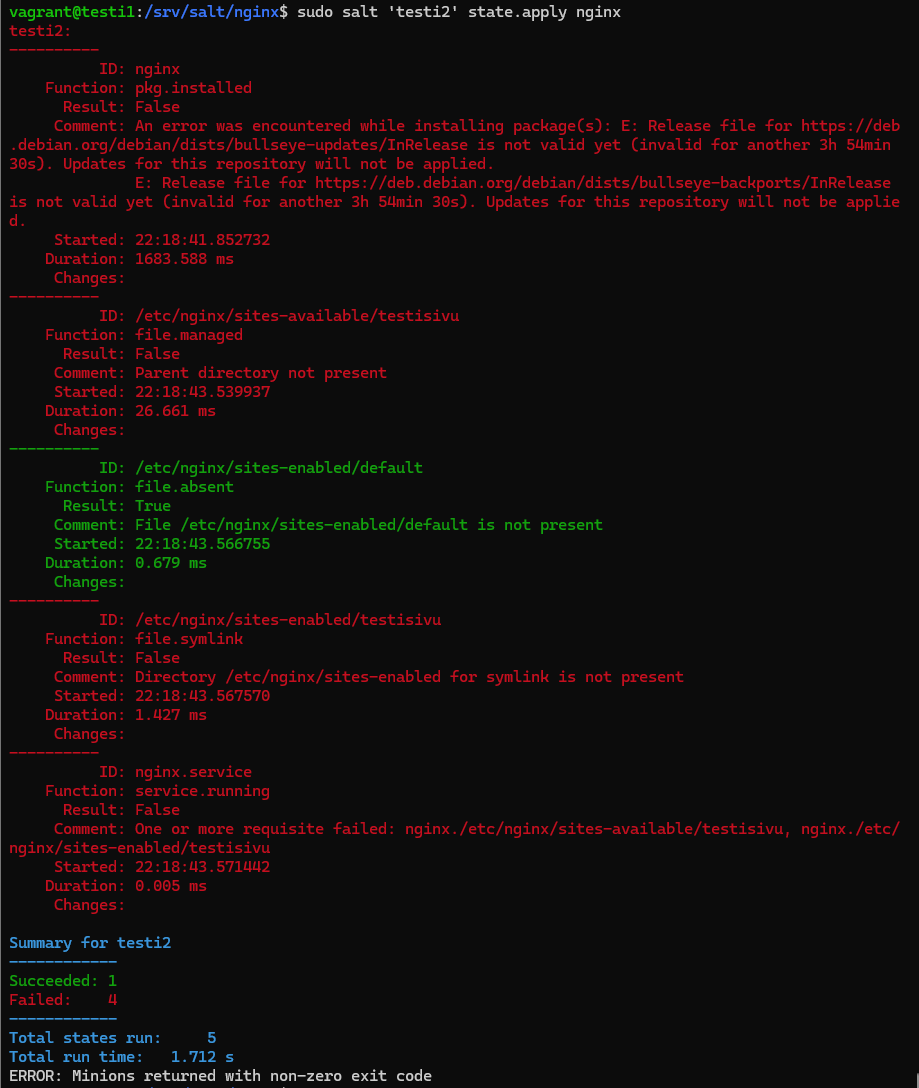 vagrant@testi1:/srv/salt/nginx$ sudo salt 'testi2' state.apply nginx
testi2:
----------
          ID: nginx
    Function: pkg.installed
      Result: False
     Comment: An error was encountered while installing package(s): E: Release file for https://deb
.debian.org/debian/dists/bullseye-updates/InRelease is not valid yet (invalid for another 3h 54min
30s). Updates for this repository will not be applied.
              E: Release file for https://deb.debian.org/debian/dists/bullseye-backports/InRelease
is not valid yet (invalid for another 3h 54min 30s). Updates for this repository will not be applie
d.
     Started: 22:18:41.852732
    Duration: 1683.588 ms
     Changes:
----------
          ID: /etc/nginx/sites-available/testisivu
    Function: file.managed
      Result: False
     Comment: Parent directory not present
     Started: 22:18:43.539937
    Duration: 26.661 ms
     Changes:
----------
          ID: /etc/nginx/sites-enabled/default
    Function: file.absent
      Result: True
     Comment: File /etc/nginx/sites-enabled/default is not present
     Started: 22:18:43.566755
    Duration: 0.679 ms
     Changes:
----------
          ID: /etc/nginx/sites-enabled/testisivu
    Function: file.symlink
      Result: False
     Comment: Directory /etc/nginx/sites-enabled for symlink is not present
     Started: 22:18:43.567570
    Duration: 1.427 ms
     Changes:
----------
          ID: nginx.service
    Function: service.running
      Result: False
     Comment: One or more requisite failed: nginx./etc/nginx/sites-available/testisivu, nginx./etc/
nginx/sites-enabled/testisivu
     Started: 22:18:43.571442
    Duration: 0.005 ms
     Changes:
Summary for testi2
------------
Succeeded: 1
Failed:    4
------------
Total states run:     5
Total run time:   1.712 s
ERROR: Minions returned with non-zero exit code